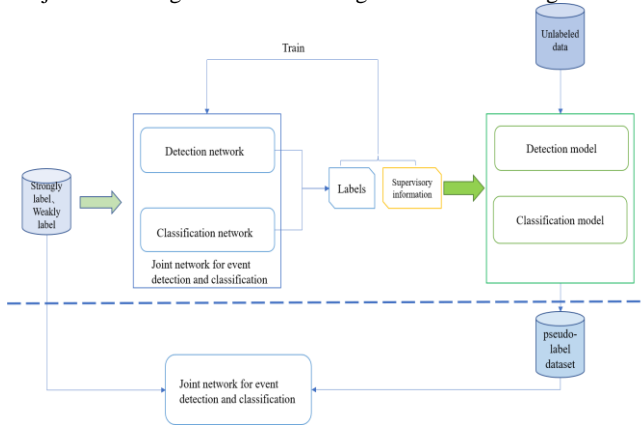 Train
Unlabeled
data
Detection network
Detection model
Strongly
label、
Weakly
label
Labels
Supervisory
information
Classification network
Classification model
Joint network for event
detection and classification
pseudo-
label
dataset
Joint network for event
detection and classification